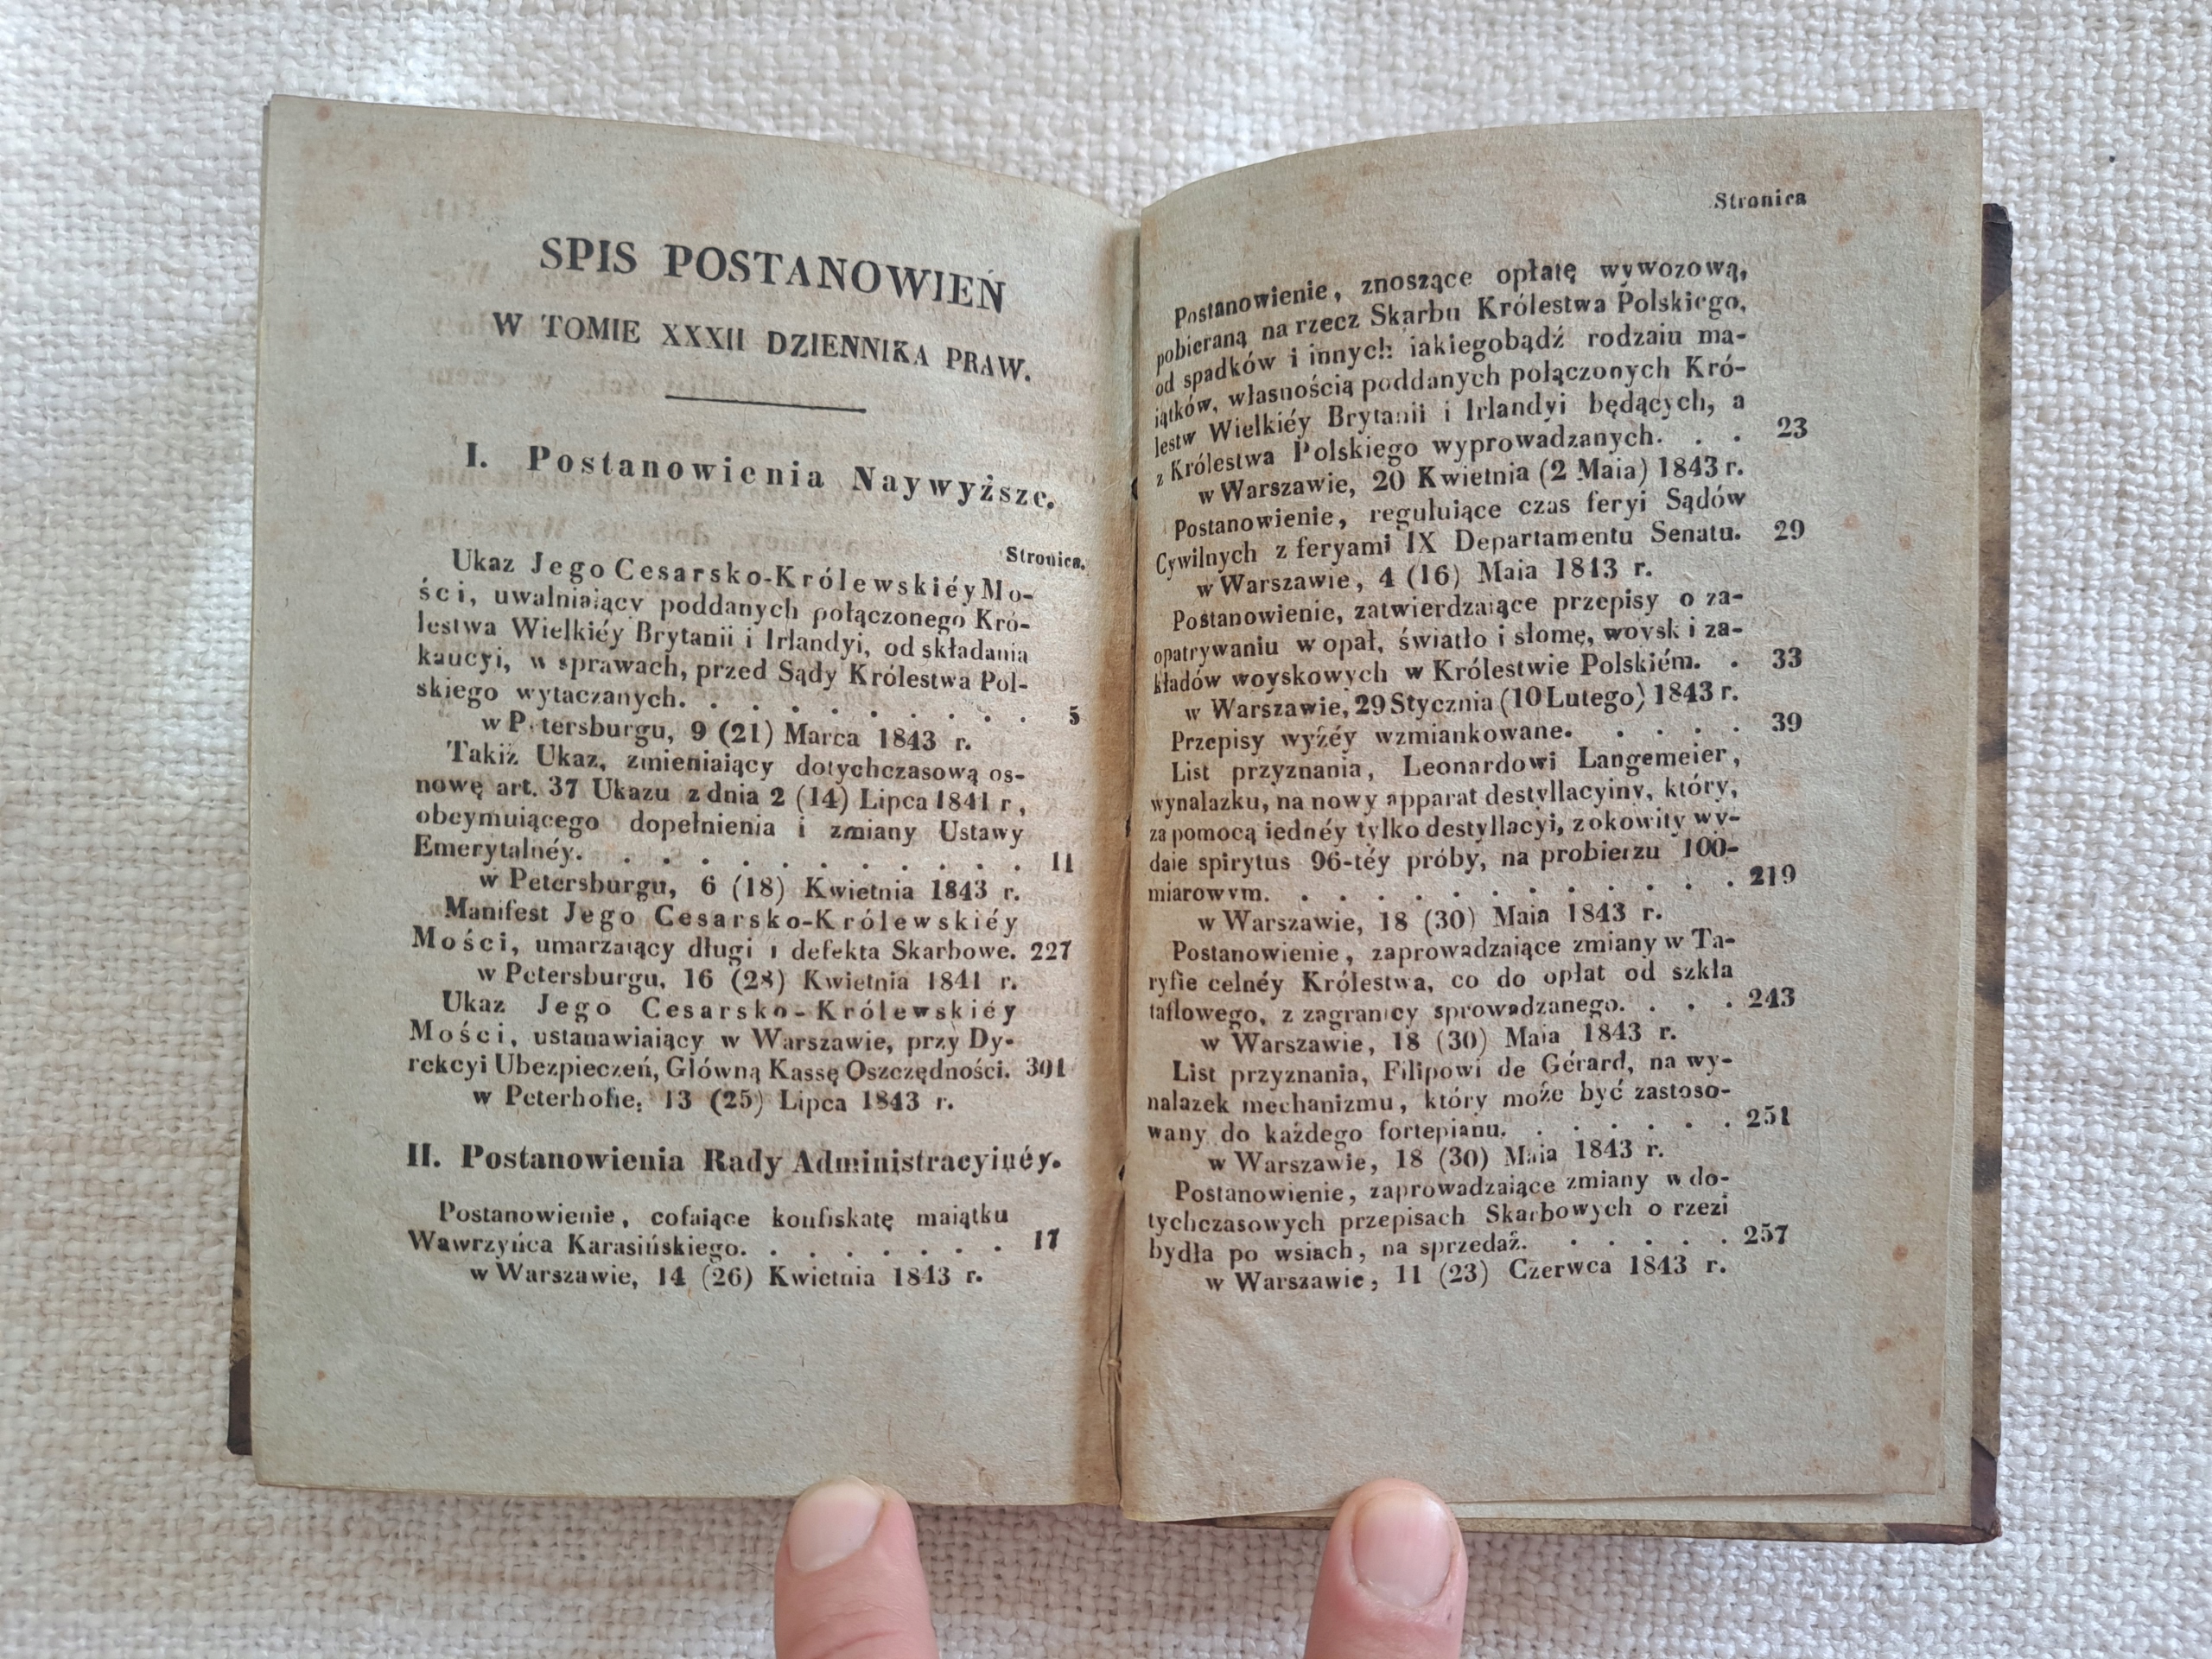 SPIS POSTANOWIEŃ
W TOMIE XXXII DZIENNIKA PRAW.
I. Postanowienia Naywyższe.
Stronica.
Ukaz Jego Cesarsko-Królewskiéy Mo-
ści, uwalniaiący poddanych połączonego Kró-
lestwa Wielkiéy Brytanii i Irlandyi, od składania
kaucyi, w sprawach, przed Sądy Królestwa Pol-
skiego wytaczanych. . . . . . . . . . 5
w Petersburgu, 9 (21) Marca 1843 r.
Takiż Ukaz, zmieniaiący dotychczasową os-
nowę art. 37 Ukazu z dnia 2 (14) Lipca 1841 r,
obeymuiącego dopełnienia i zmiany Ustawy
Emerytalnéy. . . . . . . . . . . . 11
w Petersburgu, 6 (18) Kwietnia 1843 r.
Manifest Jego Cesarsko-Królewskiéy
Mości, umarzaiący długi i defekta Skarbowe. 227
w Petersburgu, 16 (28) Kwietnia 1841 r.
Ukaz Jego Cesarsko-Królewskiéy
Mości, ustanawiaiący w Warszawie, przy Dy-
rekcyi Ubezpieczeń, Główną Kassę Oszczędności. 301
w Peterhofie, 13 (25) Lipca 1843 r.
II. Postanowienia Rady Administracyinéy.
Postanowienie, cofaiące konfiskatę maiątku
Wawrzyńca Karasińskiego. . . . . . . . 17
w Warszawie, 14 (26) Kwietnia 1843 r.
Stronica
Postanowienie, znoszące opłatę wywozową,
pobieraną na rzecz Skarbu Królestwa Polskiego,
od spadków i innych iakiegobądź rodzaiu ma-
iątków, własnością poddanych połączonych Kró-
lestw Wielkiéy Brytanii i Irlandyi będących, a
z Królestwa Polskiego wyprowadzanych. . . 23
w Warszawie, 20 Kwietnia (2 Maia) 1843 r.
Postanowienie, reguluiące czas feryi Sądów
Cywilnych z feryami IX Departamentu Senatu. 29
w Warszawie, 4 (16) Maia 1843 r.
Postanowienie, zatwierdzaiące przepisy o za-
opatrywaniu w opał, światło i słomę, woysk i za-
kładów woyskowych w Królestwie Polskiém. . 33
w Warszawie, 29 Stycznia (10 Lutego) 1843 r.
Przepisy wyżéy wzmiankowane. . . . . 39
List przyznania, Leonardowi Langemeier,
wynalazku, na nowy apparat destyllacyiny, który,
za pomocą iednéy tylko destyllacyi, z okowity wy-
daie spirytus 96-téy próby, na probierzu 100-
miarowym. . . . . . . . . . . . 219
w Warszawie, 18 (30) Maia 1843 r.
Postanowienie, zaprowadzaiące zmiany w Ta-
ryfie celnéy Królestwa, co do opłat od szkła
taflowego, z zagranicy sprowadzanego. . . . 243
w Warszawie, 18 (30) Maia 1843 r.
List przyznania, Filipowi de Gérard, na wy-
nalazek mechanizmu, który może być zastoso-
wany do każdego fortepianu. . . . . . . 251
w Warszawie, 18 (30) Maia 1843 r.
Postanowienie, zaprowadzaiące zmiany w do-
tychczasowych przepisach Skarbowych o rzezi
bydła po wsiach, na sprzedaż. . . . . . 257
w Warszawie, 11 (23) Czerwca 1843 r.